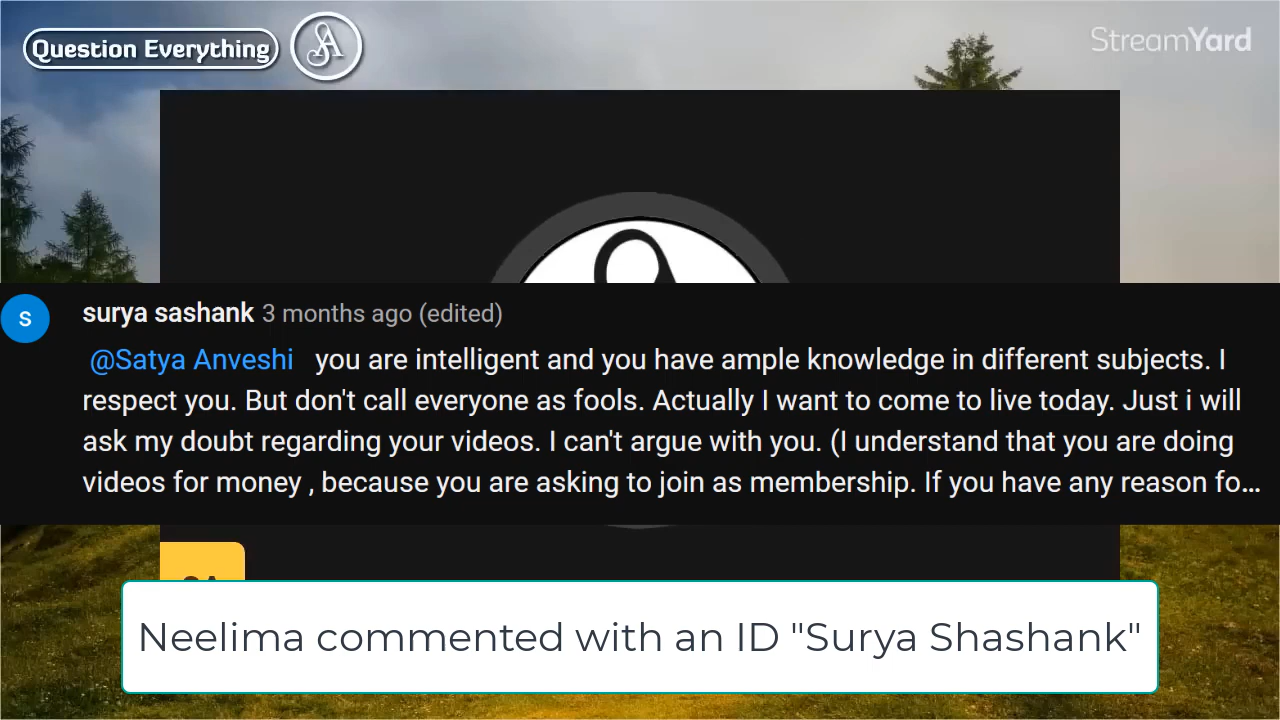 Question Everything
SA
StreamYard
s
surya sashank 3 months ago (edited)
@Satya Anveshi you are intelligent and you have ample knowledge in different subjects. I
respect you. But don't call everyone as fools. Actually I want to come to live today. Just i will
ask my doubt regarding your videos. I can't argue with you. (I understand that you are doing
videos for money , because you are asking to join as membership. If you have any reason fo...
Neelima commented with an ID "Surya Shashank"